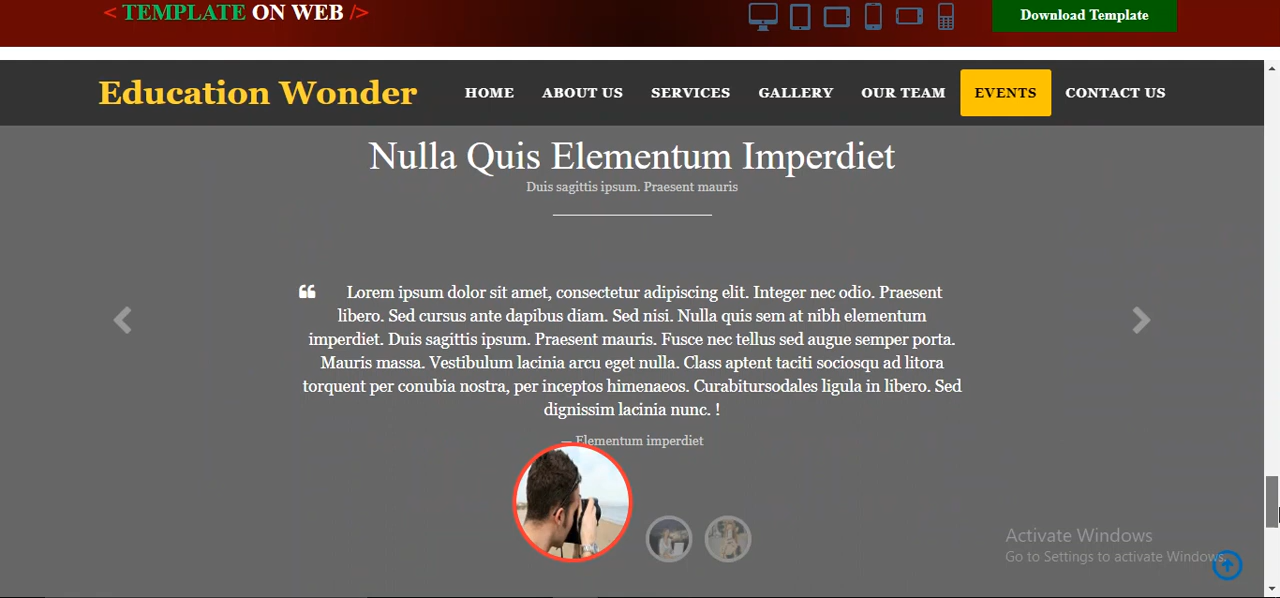 < TEMPLATE ON WEB />
Download Template
Education Wonder
HOME ABOUT US SERVICES GALLERY OUR TEAM EVENTS CONTACT US
Nulla Quis Elementum Imperdiet
Duis sagittis ipsum. Praesent mauris
Lorem ipsum dolor sit amet, consectetur adipiscing elit. Integer nec odio. Praesent
libero. Sed cursus ante dapibus diam. Sed nisi. Nulla quis sem at nibh elementum
imperdiet. Duis sagittis ipsum. Praesent mauris. Fusce nec tellus sed augue semper porta.
Mauris massa. Vestibulum lacinia arcu eget nulla. Class aptent taciti sociosqu ad litora
torquent per conubia nostra, per inceptos himenaeos. Curabitursodales ligula in libero. Sed
dignissim lacinia nunc. !
— Elementum imperdiet
Activate Windows
Go to Settings to activate Windows.